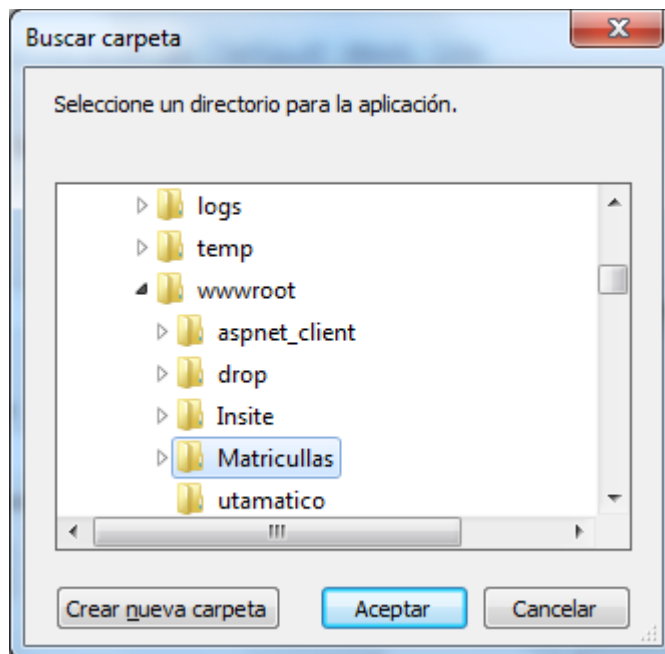 Buscar carpeta
Seleccione un directorio para la aplicación.
logs
temp
wwwroot
aspnet_client
drop
Insite
Matricullas
utamatico
Crear nueva carpeta
Aceptar
Cancelar